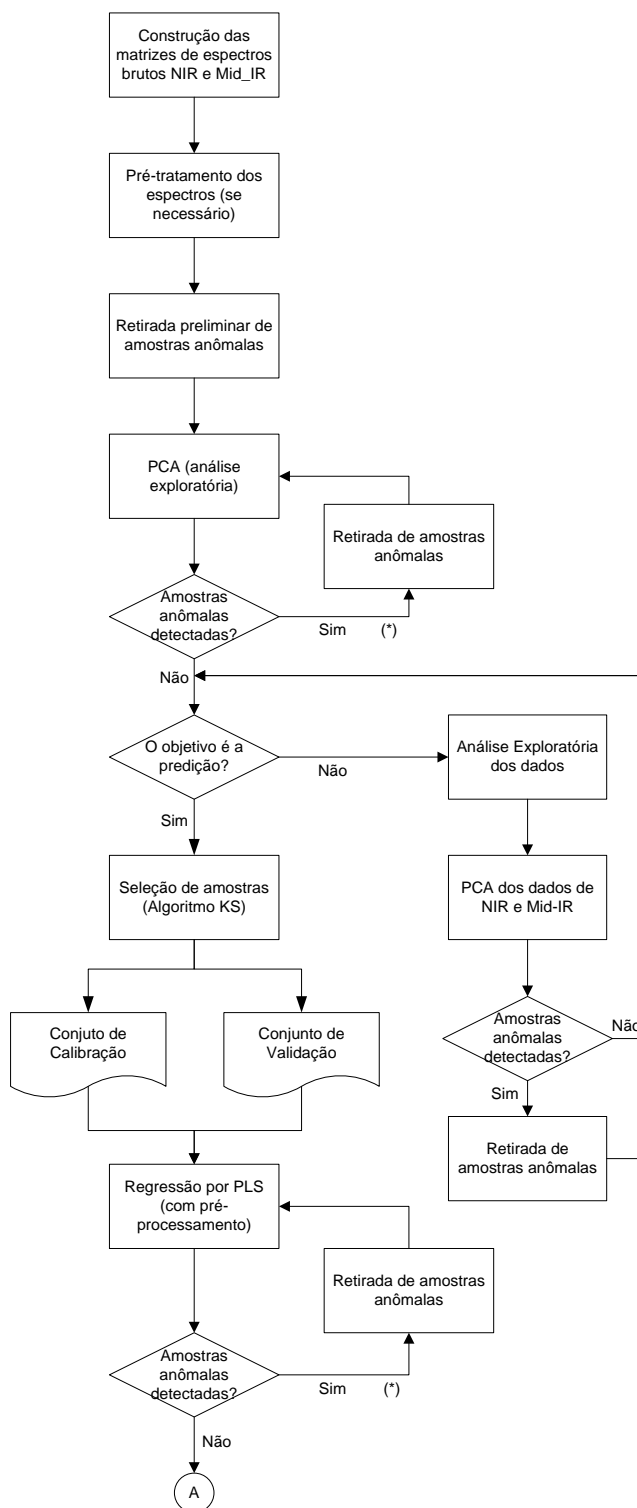 Construção das
matrizes de espectros
brutos NIR e Mid_IR
Pré-tratamento dos
espectros (se
necessário)
Retirada preliminar de
amostras anômalas
PCA (análise
exploratória)
Retirada de amostras
anômalas
Amostras
anômalas
detectadas?
Sim (*)
Não
O objetivo é a
predição?
Não
Análise Exploratória
dos dados
Sim
Seleção de amostras
(Algoritmo KS)
PCA dos dados de
NIR e Mid-IR
Conjuto de
Calibração
Conjunto de
Validação
Amostras
anômalas
detectadas?
Não
Sim
Retirada de
amostras anômalas
Regressão por PLS
(com pré-
processamento)
Retirada de amostras
anômalas
Amostras
anômalas
detectadas?
Sim (*)
Não
A